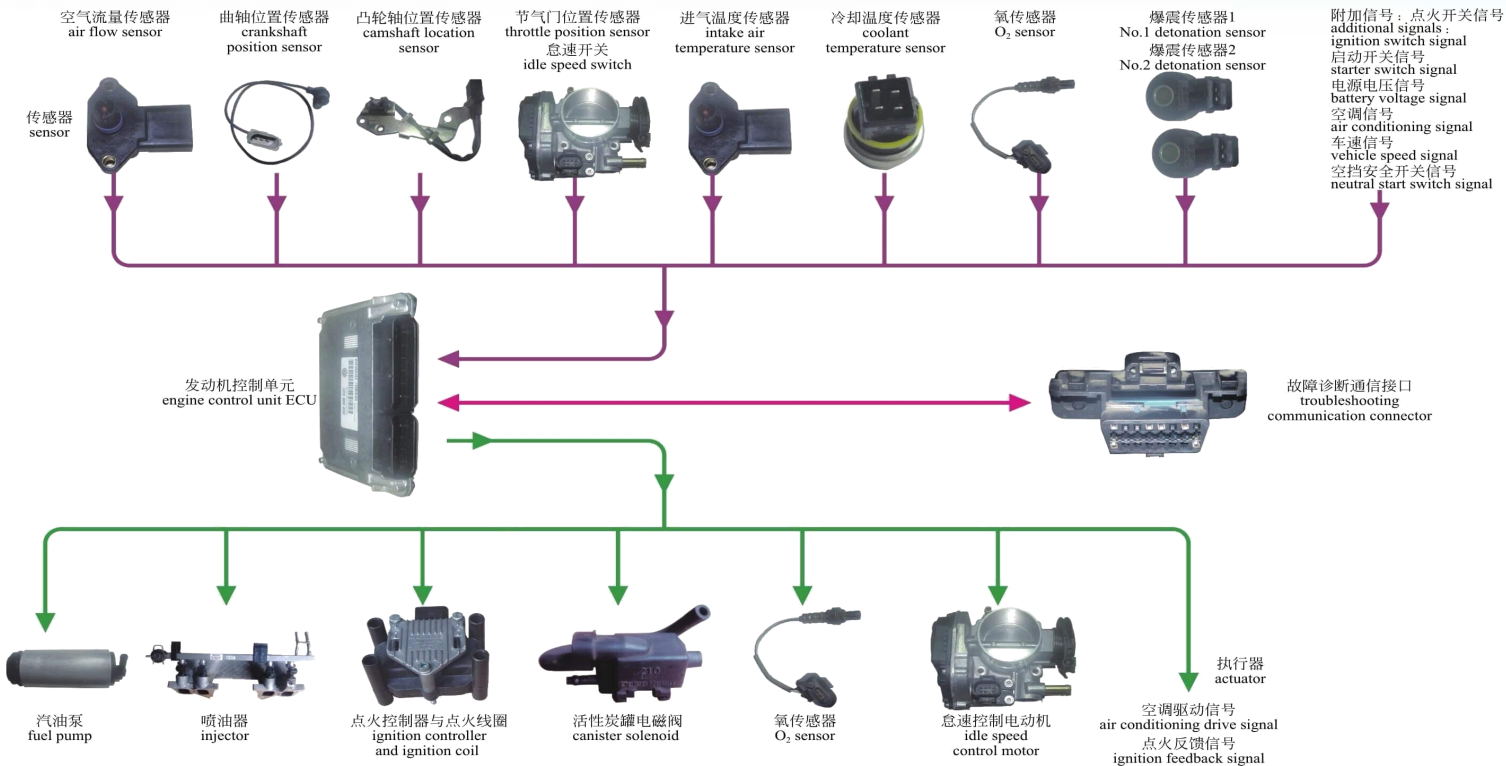 空气流量传感器
air flow sensor
曲轴位置传感器
crankshaft
position sensor
凸轮轴位置传感器
camshaft location
sensor
节气门位置传感器
throttle position sensor
怠速开关
idle speed switch
进气温度传感器
intake air
temperature sensor
冷却温度传感器
coolant
temperature sensor
氧传感器
O₂ sensor
爆震传感器1
No.1 detonation sensor
爆震传感器2
No.2 detonation sensor
附加信号：点火开关信号
additional signals :
ignition switch signal
启动开关信号
starter switch signal
电源电压信号
battery voltage signal
空调信号
air conditioning signal
车速信号
vehicle speed signal
空挡安全开关信号
neutral start switch signal
传感器
sensor
发动机控制单元
engine control unit ECU
故障诊断通信接口
troubleshooting
communication connector
汽油泵
fuel pump
喷油器
injector
点火控制器与点火线圈
ignition controller
and ignition coil
活性炭罐电磁阀
canister solenoid
氧传感器
O₂ sensor
怠速控制电动机
idle speed
control motor
执行器
actuator
空调驱动信号
air conditioning drive signal
点火反馈信号
ignition feedback signal